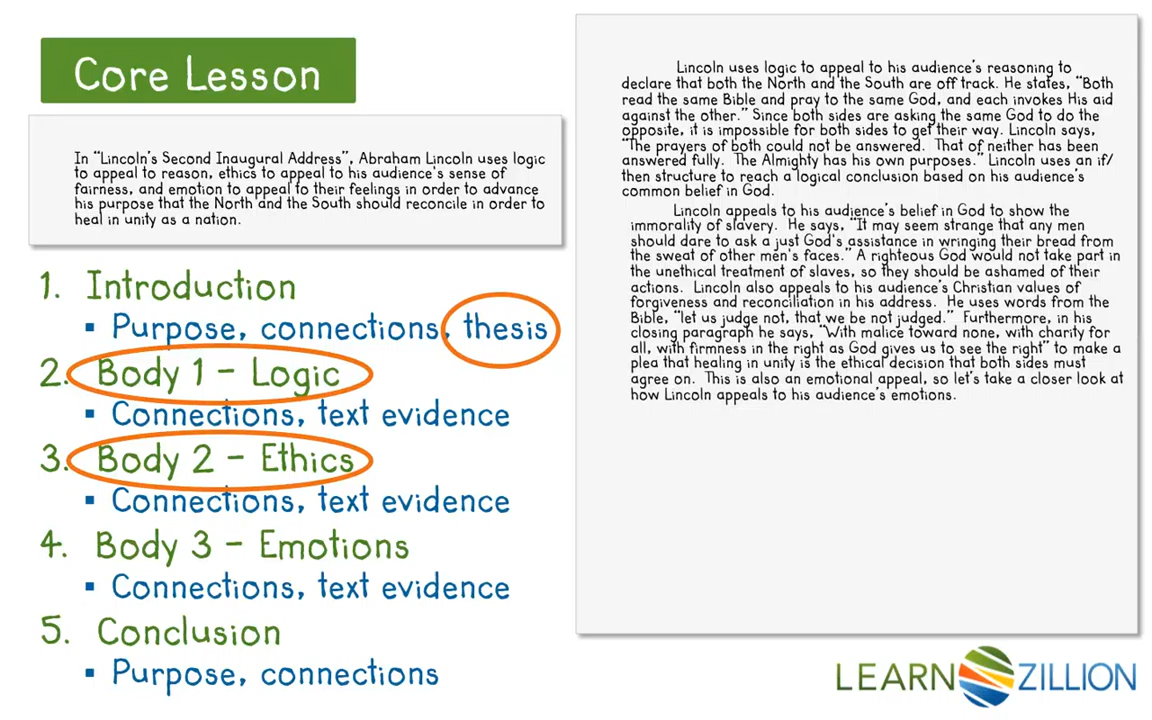 Core Lesson
In “Lincoln's Second Inaugural Address”, Abraham Lincoln uses logic
to appeal to reason, ethics to appeal to his audience's sense of
fairness, and emotion to appeal to their feelings in order to advance
his purpose that the North and the South should reconcile in order to
heal in unity as a nation.
1. Introduction
▪ Purpose, connections, thesis
2. Body 1 – Logic
▪ Connections, text evidence
3. Body 2 – Ethics
▪ Connections, text evidence
4. Body 3 – Emotions
▪ Connections, text evidence
5. Conclusion
▪ Purpose, connections
Lincoln uses logic to appeal to his audience's reasoning to
declare that both the North and the South are off track. He states, “Both
read the same Bible and pray to the same God, and each invokes His aid
against the other.” Since both sides are asking the same God to do the
opposite, it is impossible for both sides to get their way. Lincoln says,
“The prayers of both could not be answered. That of neither has been
answered fully. The Almighty has his own purposes.” Lincoln uses an if/
then structure to reach a logical conclusion based on his audience's
common belief in God.
Lincoln appeals to his audience's belief in God to show the
immorality of slavery. He says, “It may seem strange that any men
should dare to ask a just God's assistance in wringing their bread from
the sweat of other men's faces.” A righteous God would not take part in
the unethical treatment of slaves, so they should be ashamed of their
actions. Lincoln also appeals to his audience's Christian values of
forgiveness and reconciliation in his address. He uses words from the
Bible, “let us judge not, that we be not judged.” Furthermore, in his
closing paragraph he says, “With malice toward none, with charity for
all, with firmness in the right as God gives us to see the right” to make a
plea that healing in unity is the ethical decision that both sides must
agree on. This is also an emotional appeal, so let's take a closer look at
how Lincoln appeals to his audience's emotions.
LEARN ZILLION